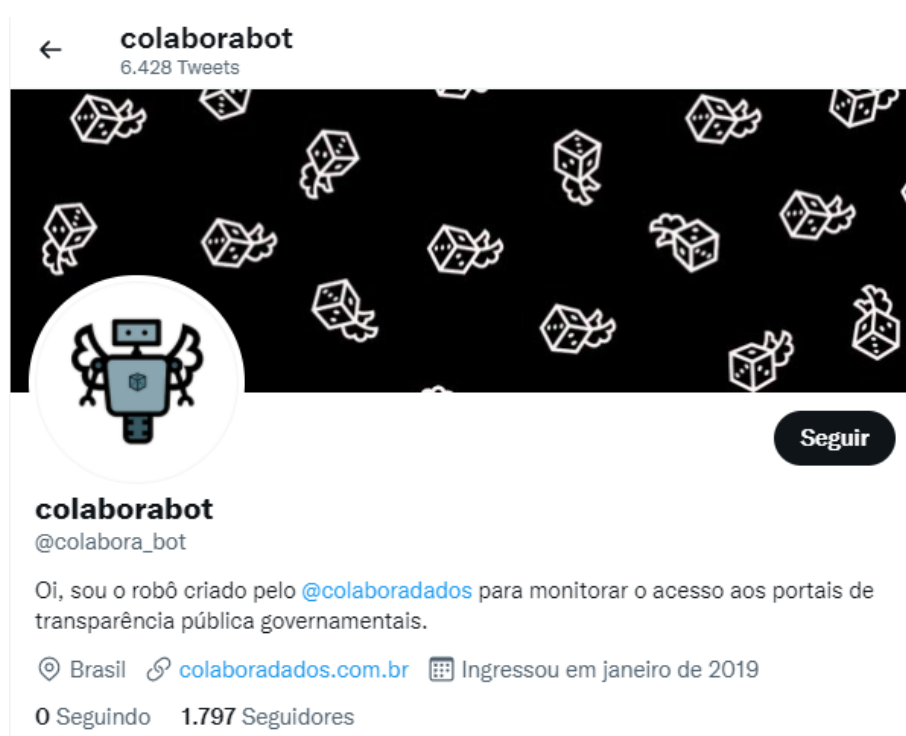 colaborabot
6.428 Tweets
Seguir
colaborabot
@colabora_bot
Oi, sou o robô criado pelo @colaboradados para monitorar o acesso aos portais de
transparência pública governamentais.
Brasil colaboradados.com.br Ingressou em janeiro de 2019
0 Seguindo 1.797 Seguidores